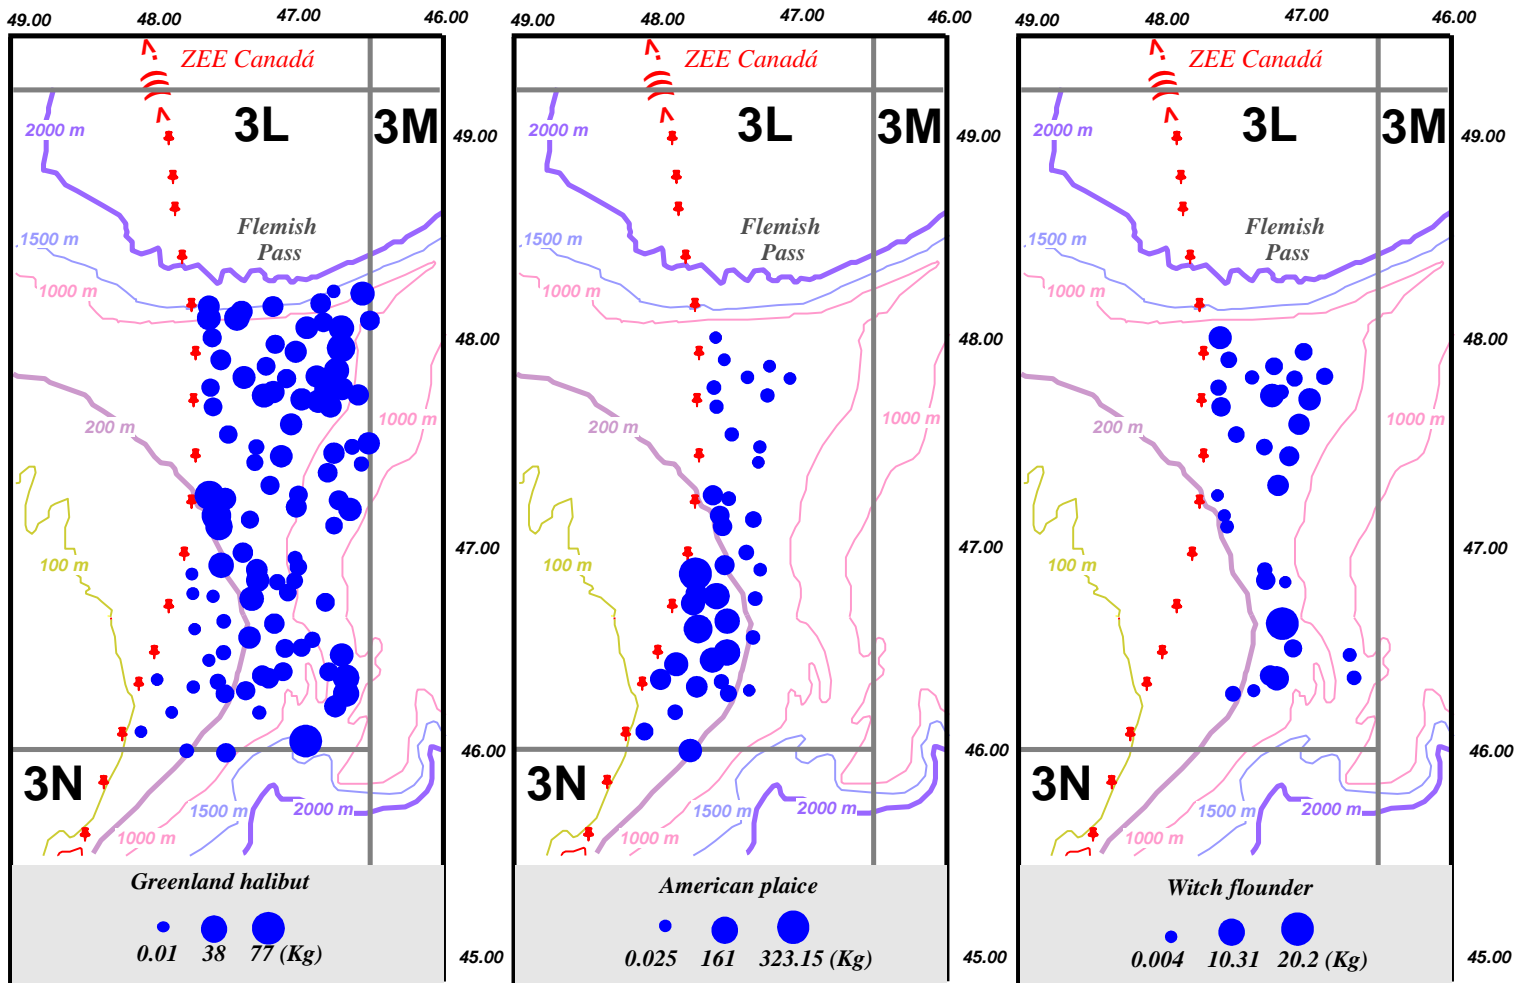 49.00 48.00 47.00 46.00
ZEE Canadá
3L 3M
2000 m
49.00
Flemish
Pass
1500 m
1000 m
48.00
200 m
1000 m
100 m
47.00
46.00
3N
1500 m
2000 m
1000 m
Greenland halibut
0.01 38 77 (Kg)
45.00
49.00 48.00 47.00 46.00
ZEE Canadá
3L 3M
2000 m
49.00
Flemish
Pass
1500 m
1000 m
48.00
200 m
1000 m
100 m
47.00
46.00
3N
1500 m
2000 m
1000 m
American plaice
0.025 161 323.15 (Kg)
45.00
49.00 48.00 47.00 46.00
ZEE Canadá
3L 3M
2000 m
49.00
Flemish
Pass
1500 m
1000 m
48.00
200 m
1000 m
100 m
47.00
46.00
3N
1500 m
2000 m
1000 m
Witch flounder
0.004 10.31 20.2 (Kg)
45.00